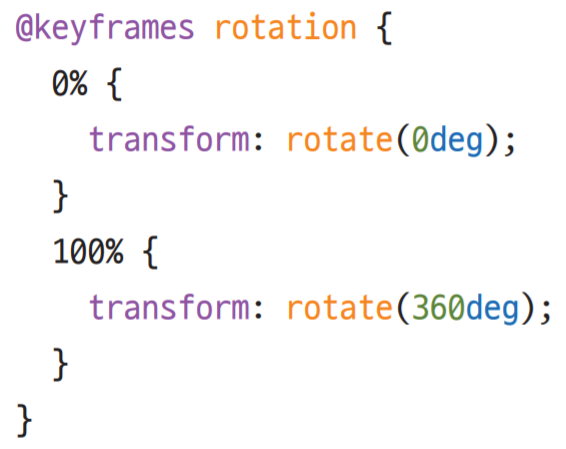 @keyframes rotation {
  0% {
    transform: rotate(0deg);
  }
  100% {
    transform: rotate(360deg);
  }
}